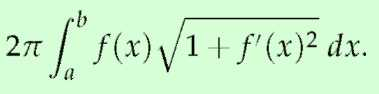 2π ∫_a^b f(x) √(1 + f′(x)²) dx.